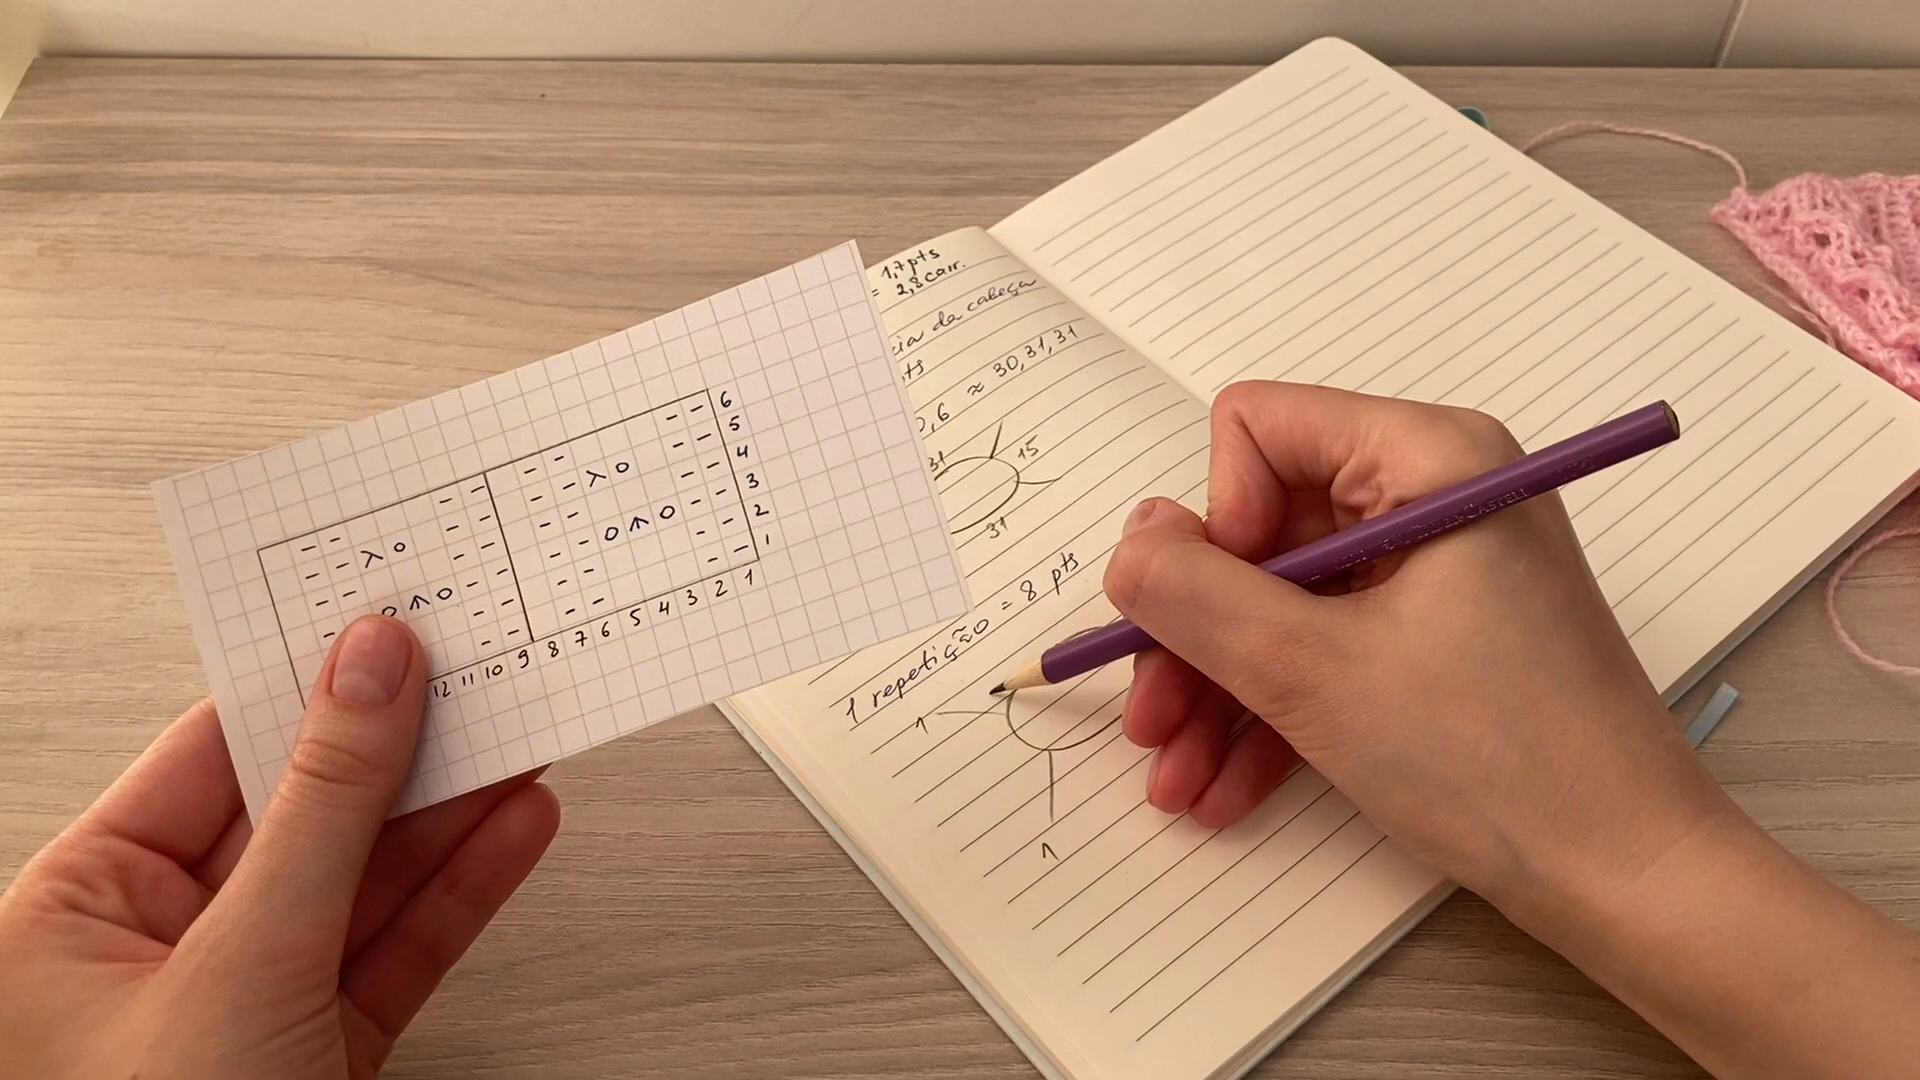 - - - - - - - - 6
- - λ o - - - - λ o - - 5
- - - - - - - - 4
- o ⋏ o - - - - o ⋏ o - - 3
- - - - - - 2
- - - - - - 1
12 11 10 9 8 7 6 5 4 3 2 1
1,7 pts
= 2,8 carr.
da cabeça
,6 ≈ 30,31,31
31 15
31
1 repetição = 8 pts
1
1